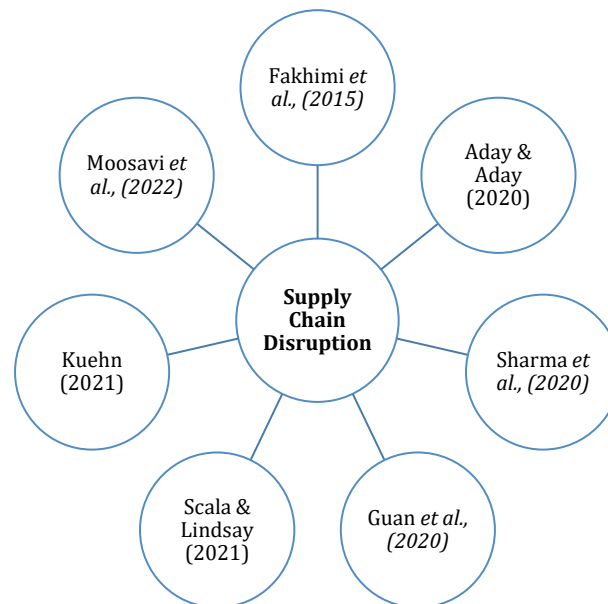 Fakhimi et
al., (2015)
Aday &
Aday
(2020)
Sharma et
al., (2020)
Guan et al.,
(2020)
Scala &
Lindsay
(2021)
Kuehn
(2021)
Moosavi et
al., (2022)
Supply
Chain
Disruption